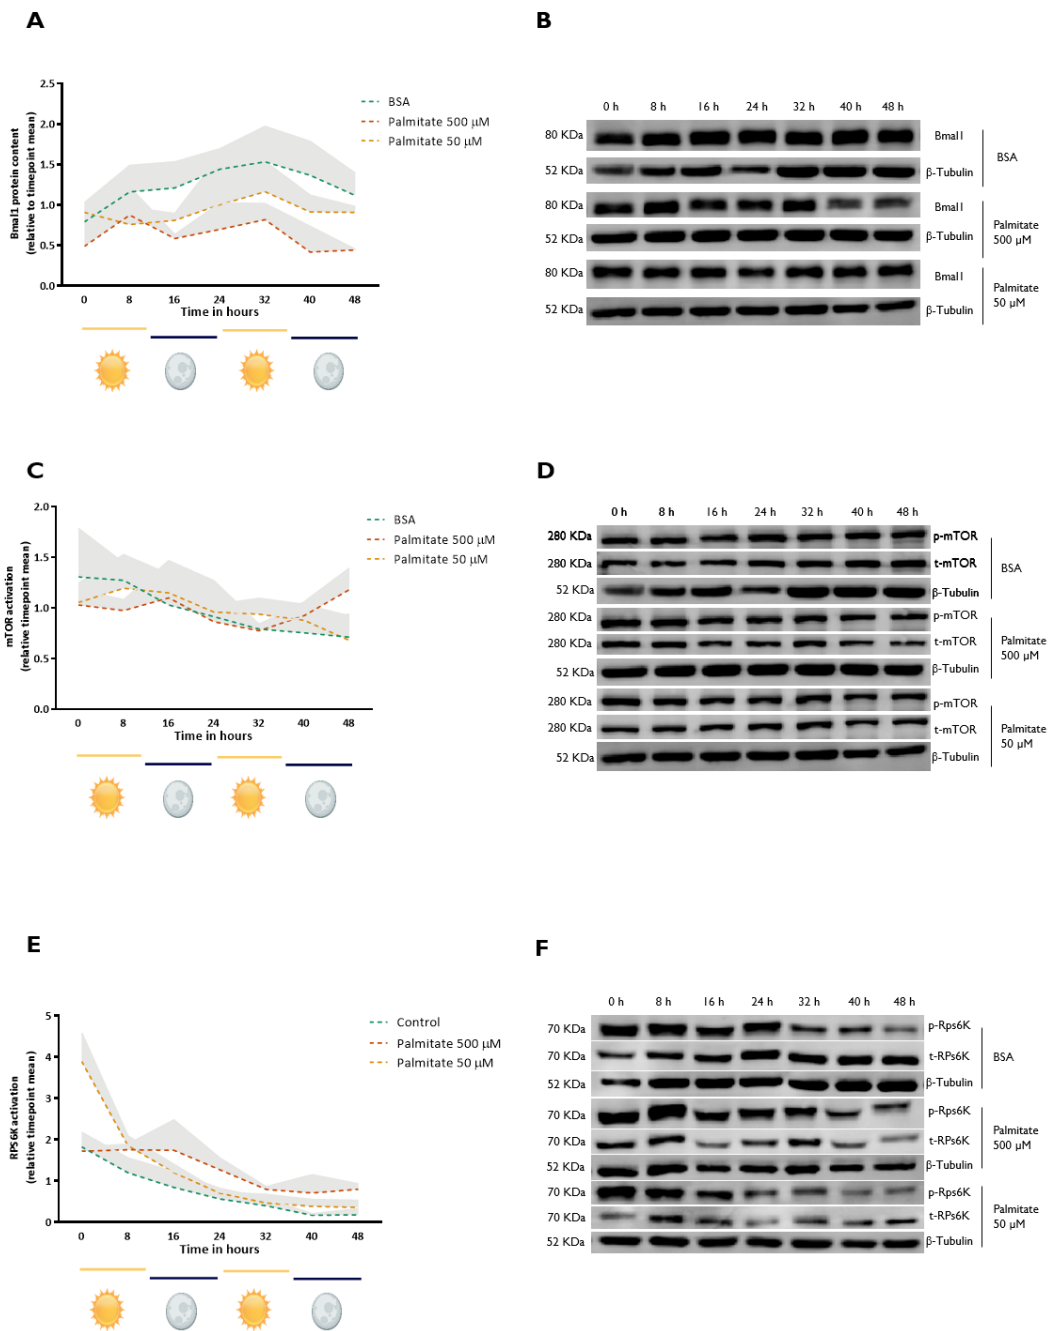 A
B
Bmal1 protein content
(relative to timepoint mean)
2.5
2.0
1.5
1.0
0.5
0.0
0 8 16 24 32 40 48
Time in hours
BSA
Palmitate 500 µM
Palmitate 50 µM
0 h 8 h 16 h 24 h 32 h 40 h 48 h
80 KDa Bmal1
52 KDa β-Tubulin
BSA
80 KDa Bmal1
52 KDa β-Tubulin
Palmitate
500 µM
80 KDa Bmal1
52 KDa β-Tubulin
Palmitate
50 µM
C
D
mTOR activation
(relative timepoint mean)
2.0
1.5
1.0
0.5
0.0
0 8 16 24 32 40 48
Time in hours
BSA
Palmitate 500 µM
Palmitate 50 µM
0 h 8 h 16 h 24 h 32 h 40 h 48 h
280 KDa p-mTOR
280 KDa t-mTOR
52 KDa β-Tubulin
BSA
280 KDa p-mTOR
280 KDa t-mTOR
52 KDa β-Tubulin
Palmitate
500 µM
280 KDa p-mTOR
280 KDa t-mTOR
52 KDa β-Tubulin
Palmitate
50 µM
E
F
RPS6K activation
(relative timepoint mean)
5
4
3
2
1
0
0 8 16 24 32 40 48
Time in hours
Control
Palmitate 500 µM
Palmitate 50 µM
0 h 8 h 16 h 24 h 32 h 40 h 48 h
70 KDa p-Rps6K
70 KDa t-RPs6K
52 KDa β-Tubulin
BSA
70 KDa p-Rps6K
70 KDa t-RPs6K
52 KDa β-Tubulin
Palmitate
500 µM
70 KDa p-Rps6K
70 KDa t-RPs6K
52 KDa β-Tubulin
Palmitate
50 µM